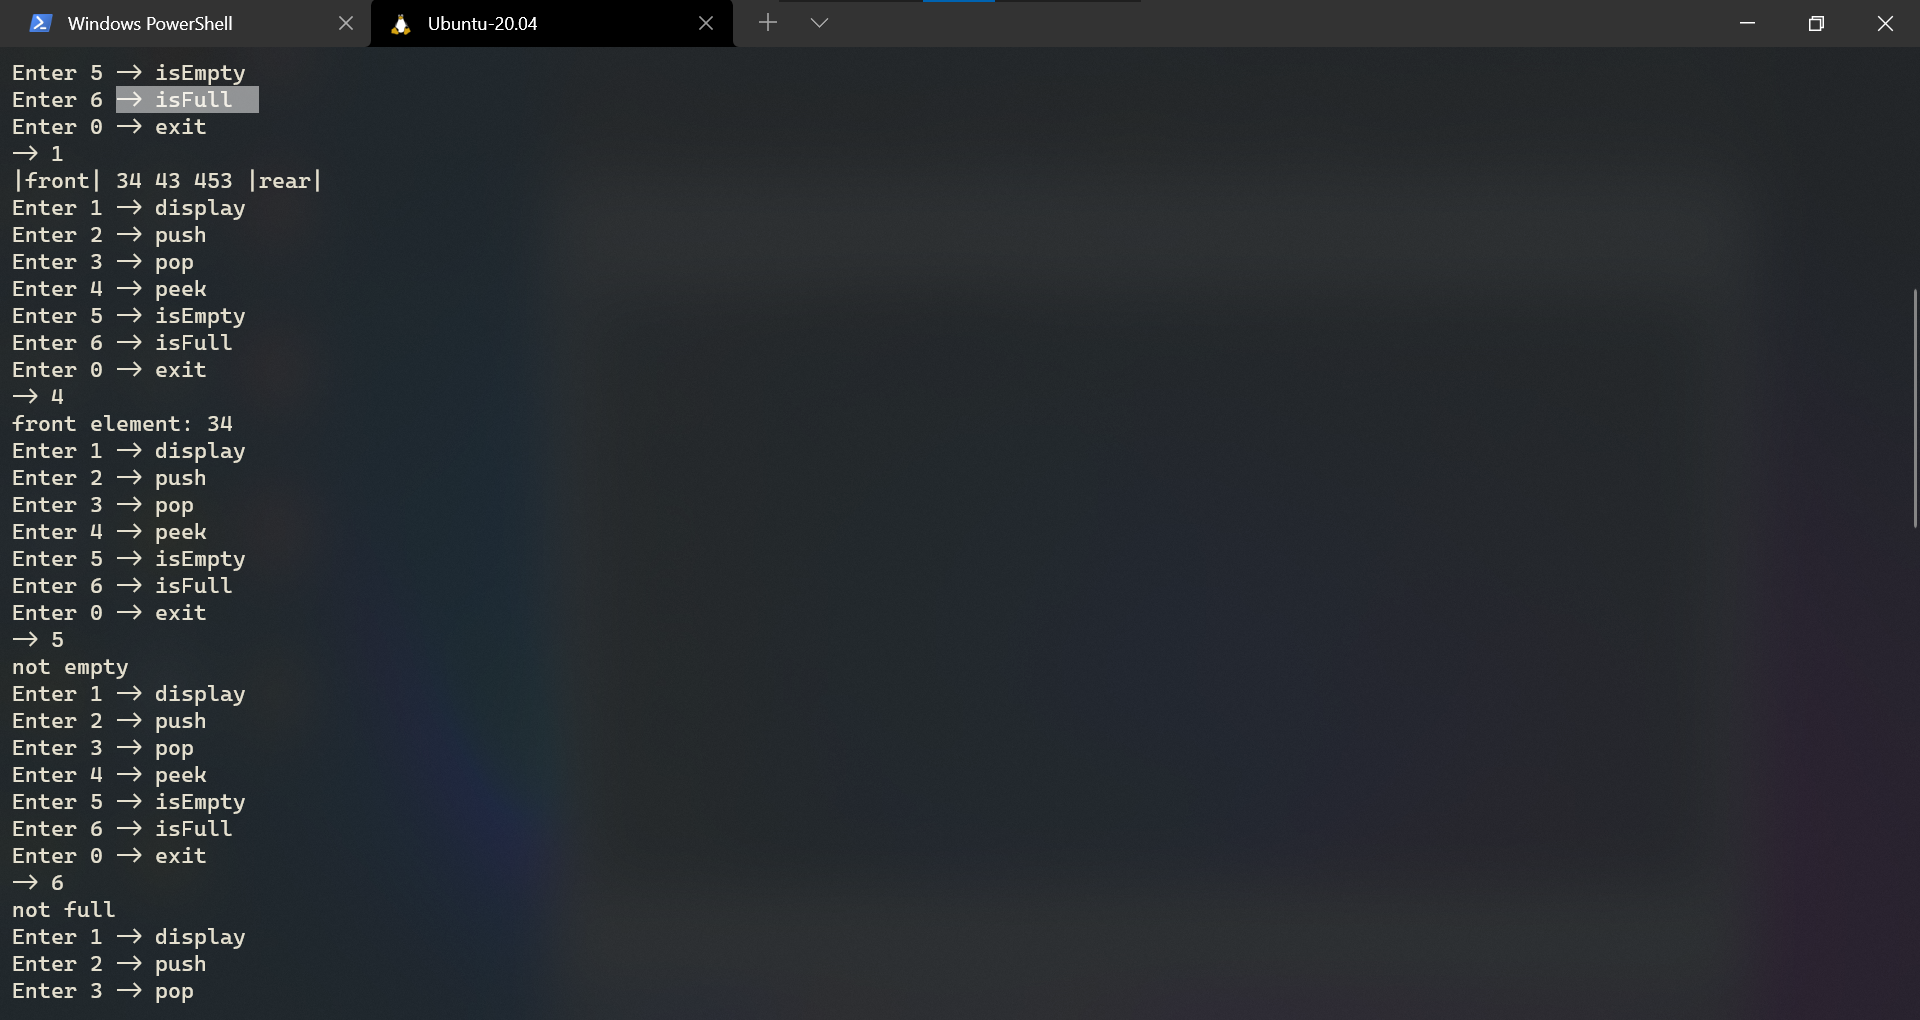 Windows PowerShell
Ubuntu-20.04
Enter 5 —> isEmpty
Enter 6 —> isFull
Enter 0 —> exit
—> 1
|front| 34 43 453 |rear|
Enter 1 —> display
Enter 2 —> push
Enter 3 —> pop
Enter 4 —> peek
Enter 5 —> isEmpty
Enter 6 —> isFull
Enter 0 —> exit
—> 4
front element: 34
Enter 1 —> display
Enter 2 —> push
Enter 3 —> pop
Enter 4 —> peek
Enter 5 —> isEmpty
Enter 6 —> isFull
Enter 0 —> exit
—> 5
not empty
Enter 1 —> display
Enter 2 —> push
Enter 3 —> pop
Enter 4 —> peek
Enter 5 —> isEmpty
Enter 6 —> isFull
Enter 0 —> exit
—> 6
not full
Enter 1 —> display
Enter 2 —> push
Enter 3 —> pop